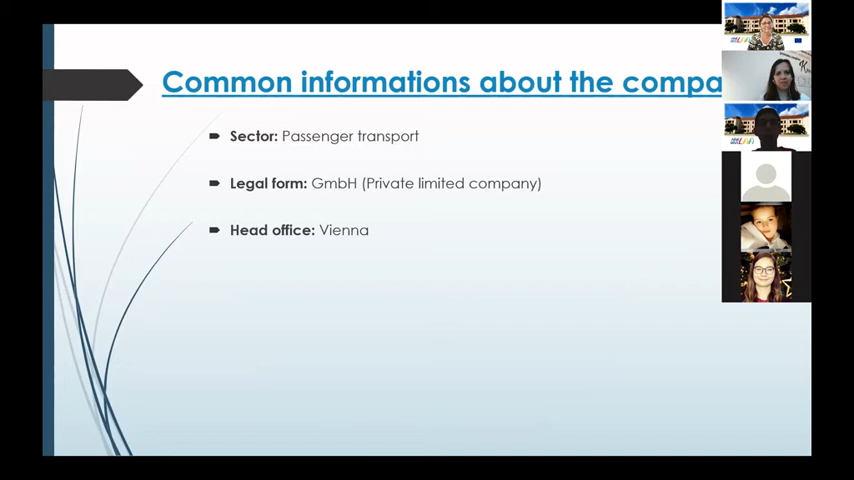 Common informations about the compa
Sector: Passenger transport
Legal form: GmbH (Private limited company)
Head office: Vienna